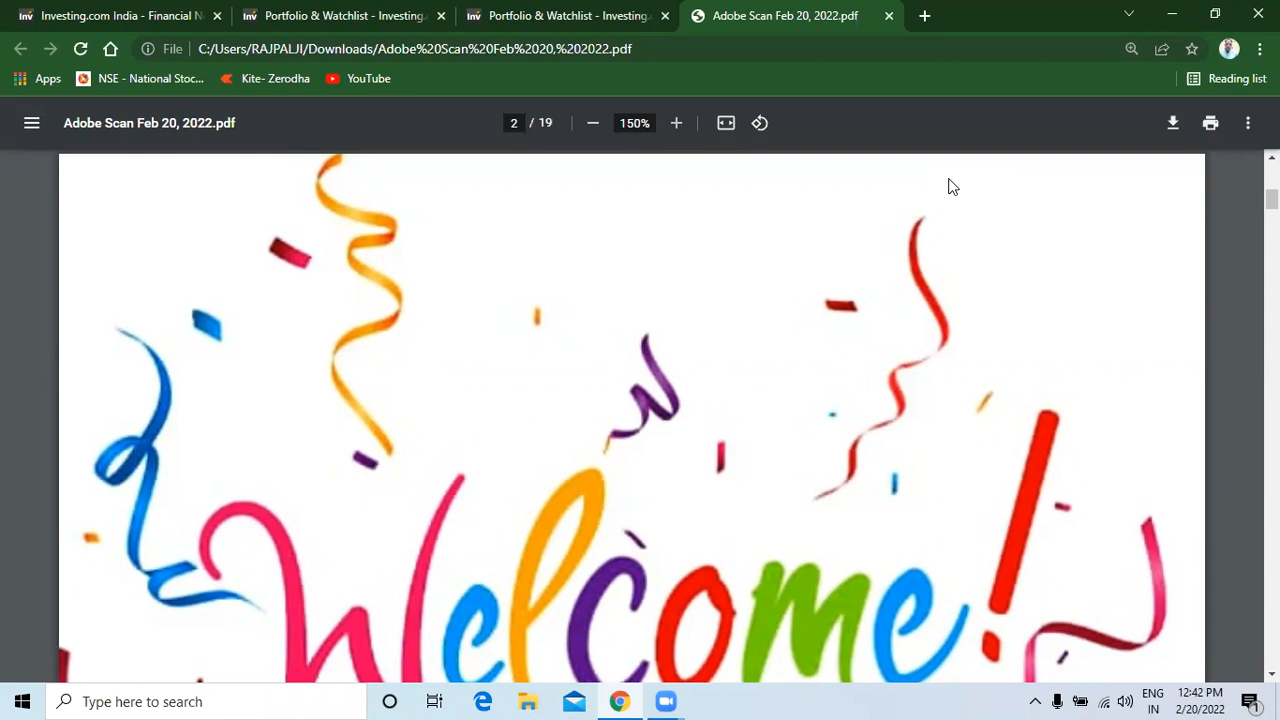 Investing.com India - Financial N
Portfolio & Watchlist - Investing.
Portfolio & Watchlist - Investing.
Adobe Scan Feb 20, 2022.pdf
File
C:/Users/RAJPALJI/Downloads/Adobe%20Scan%20Feb%2020,%202022.pdf
Apps
NSE - National Stoc...
Kite- Zerodha
YouTube
Reading list
Adobe Scan Feb 20, 2022.pdf
2 / 19
150%
Welcome!
Type here to search
ENG
IN
12:42 PM
2/20/2022